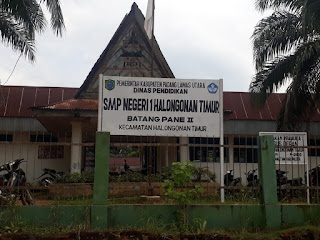 PEMERINTAH KABUPATEN PADANG LAWAS UTARA
DINAS PENDIDIKAN
SMP NEGERI 1 HALONGONAN TIMUR
BATANG PANE II
KECAMATAN HALONGONAN TIMUR